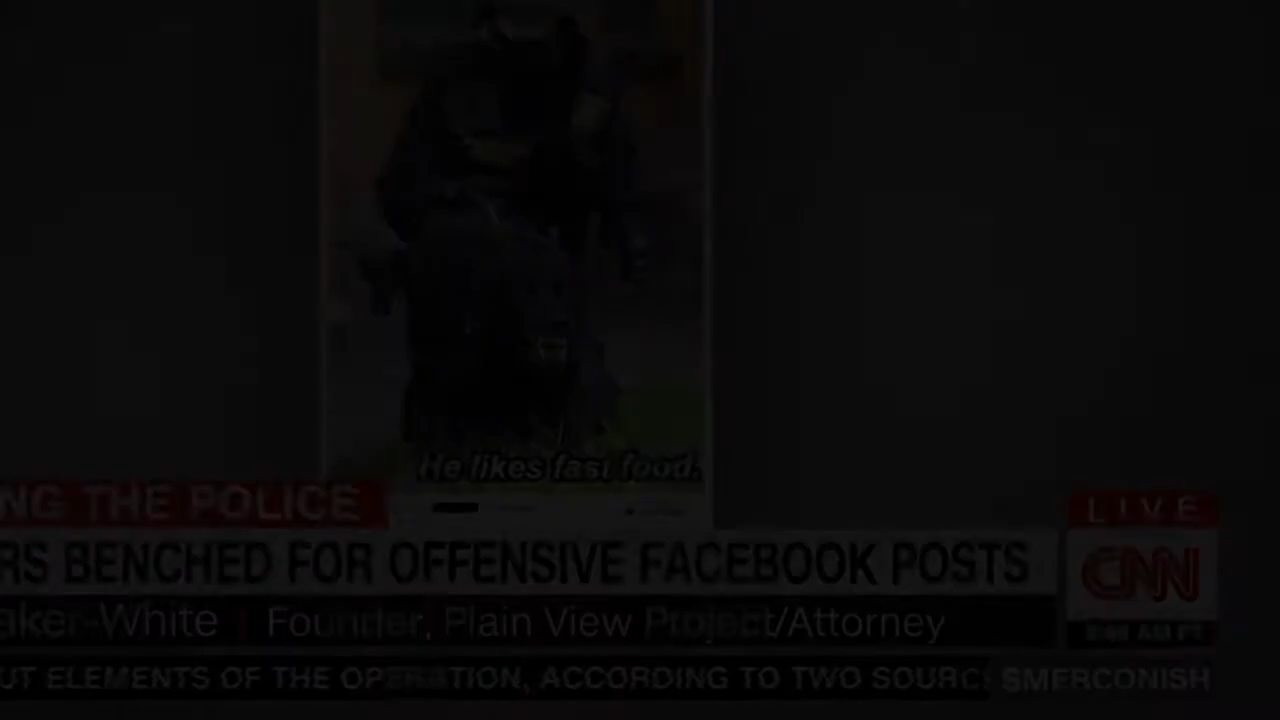 He likes fast food.
NG THE POLICE
LIVE
RS BENCHED FOR OFFENSIVE FACEBOOK POSTS
CNN
aker-White | Founder, Plain View Project/Attorney
UT ELEMENTS OF THE OPERATION, ACCORDING TO TWO SOURC
SMERCONISH